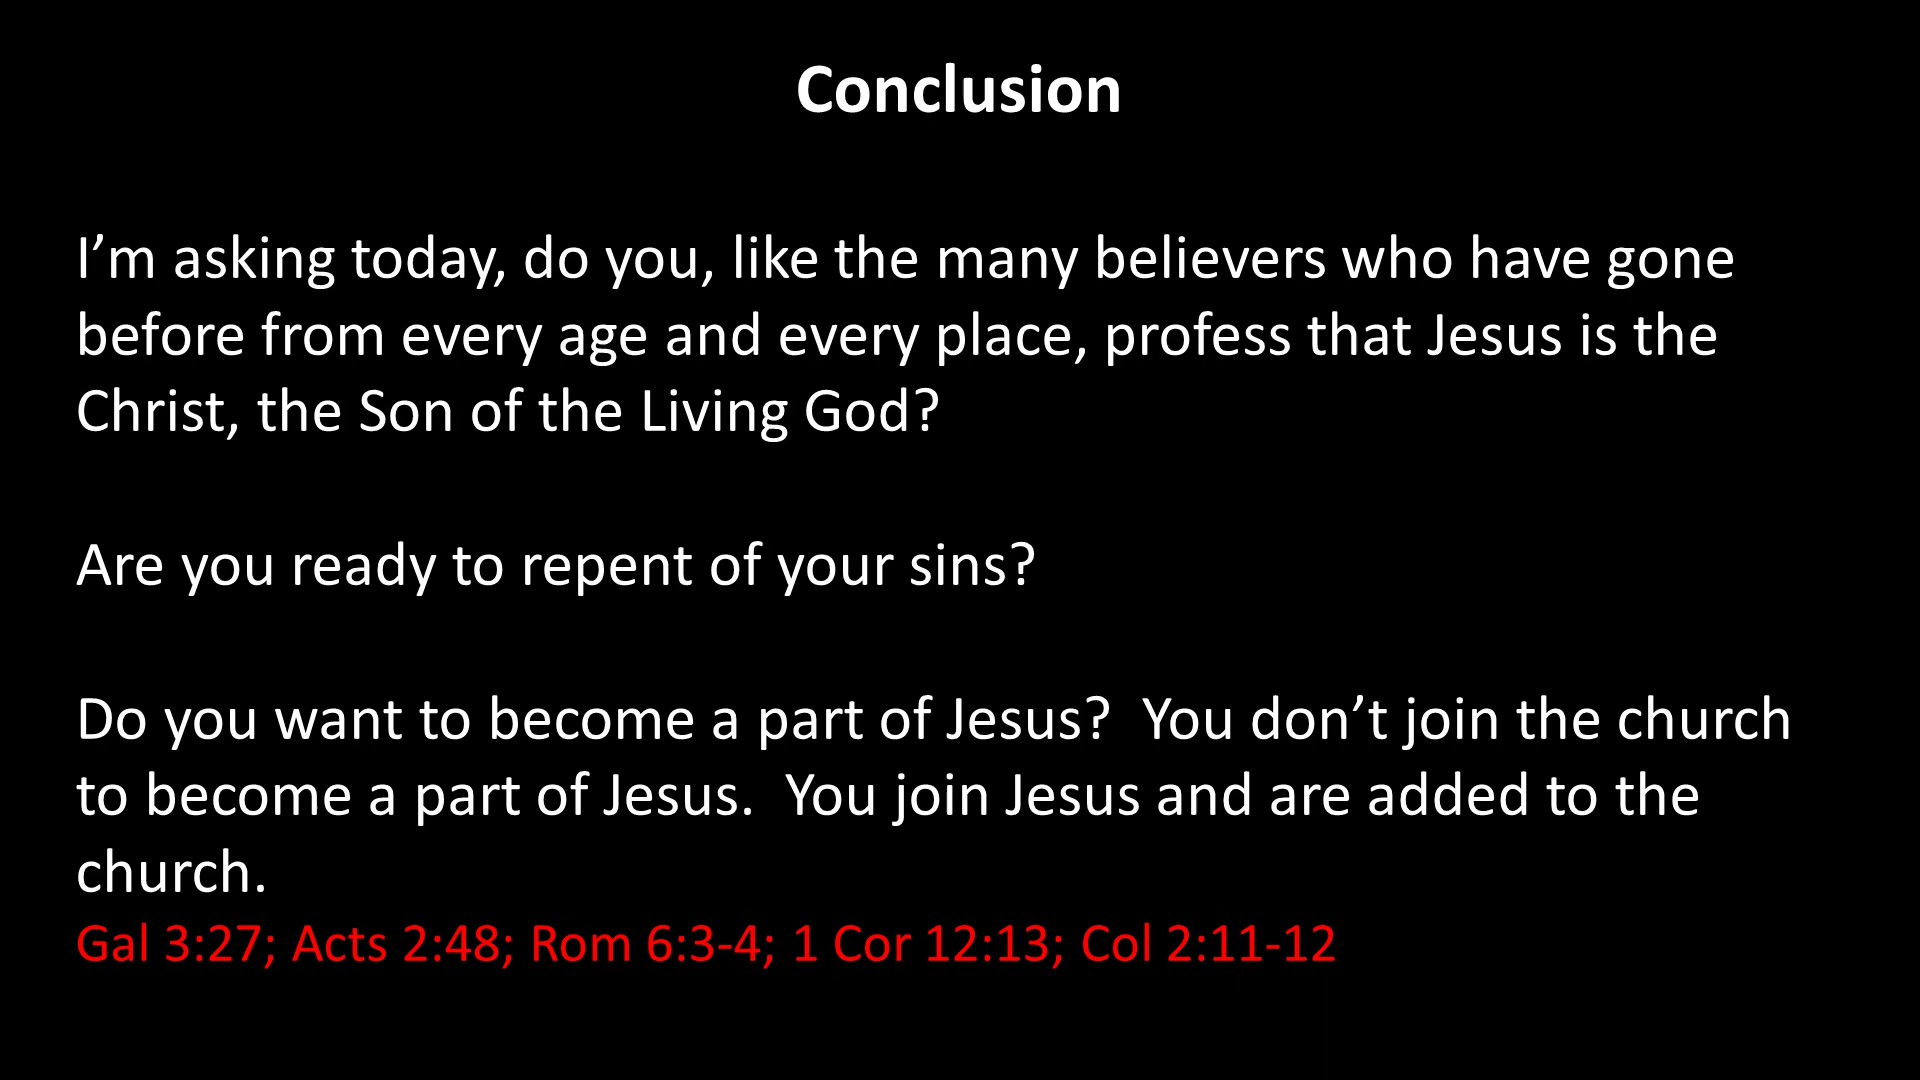 Conclusion
I’m asking today, do you, like the many believers who have gone
before from every age and every place, profess that Jesus is the
Christ, the Son of the Living God?
Are you ready to repent of your sins?
Do you want to become a part of Jesus?  You don’t join the church
to become a part of Jesus.  You join Jesus and are added to the
church.
Gal 3:27; Acts 2:48; Rom 6:3-4; 1 Cor 12:13; Col 2:11-12